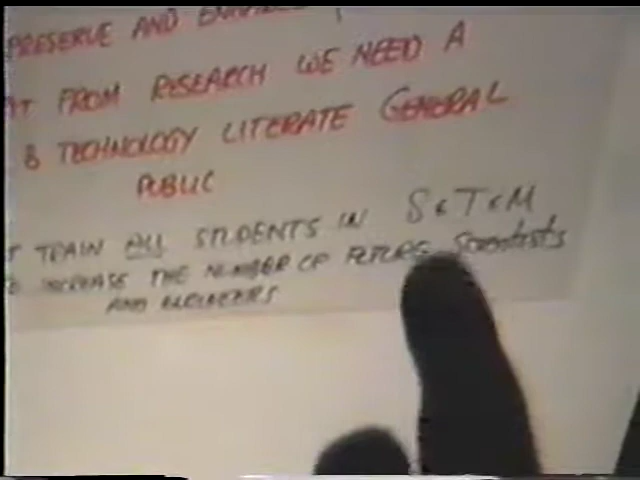 PRESERVE AND
FROM RESEARCH WE NEED A
& TECHNOLOGY LITERATE GENERAL
PUBLIC
TRAIN ALL STUDENTS IN S & T & M
INCREASE THE NUMBER OF FUTURE Scientists
AND